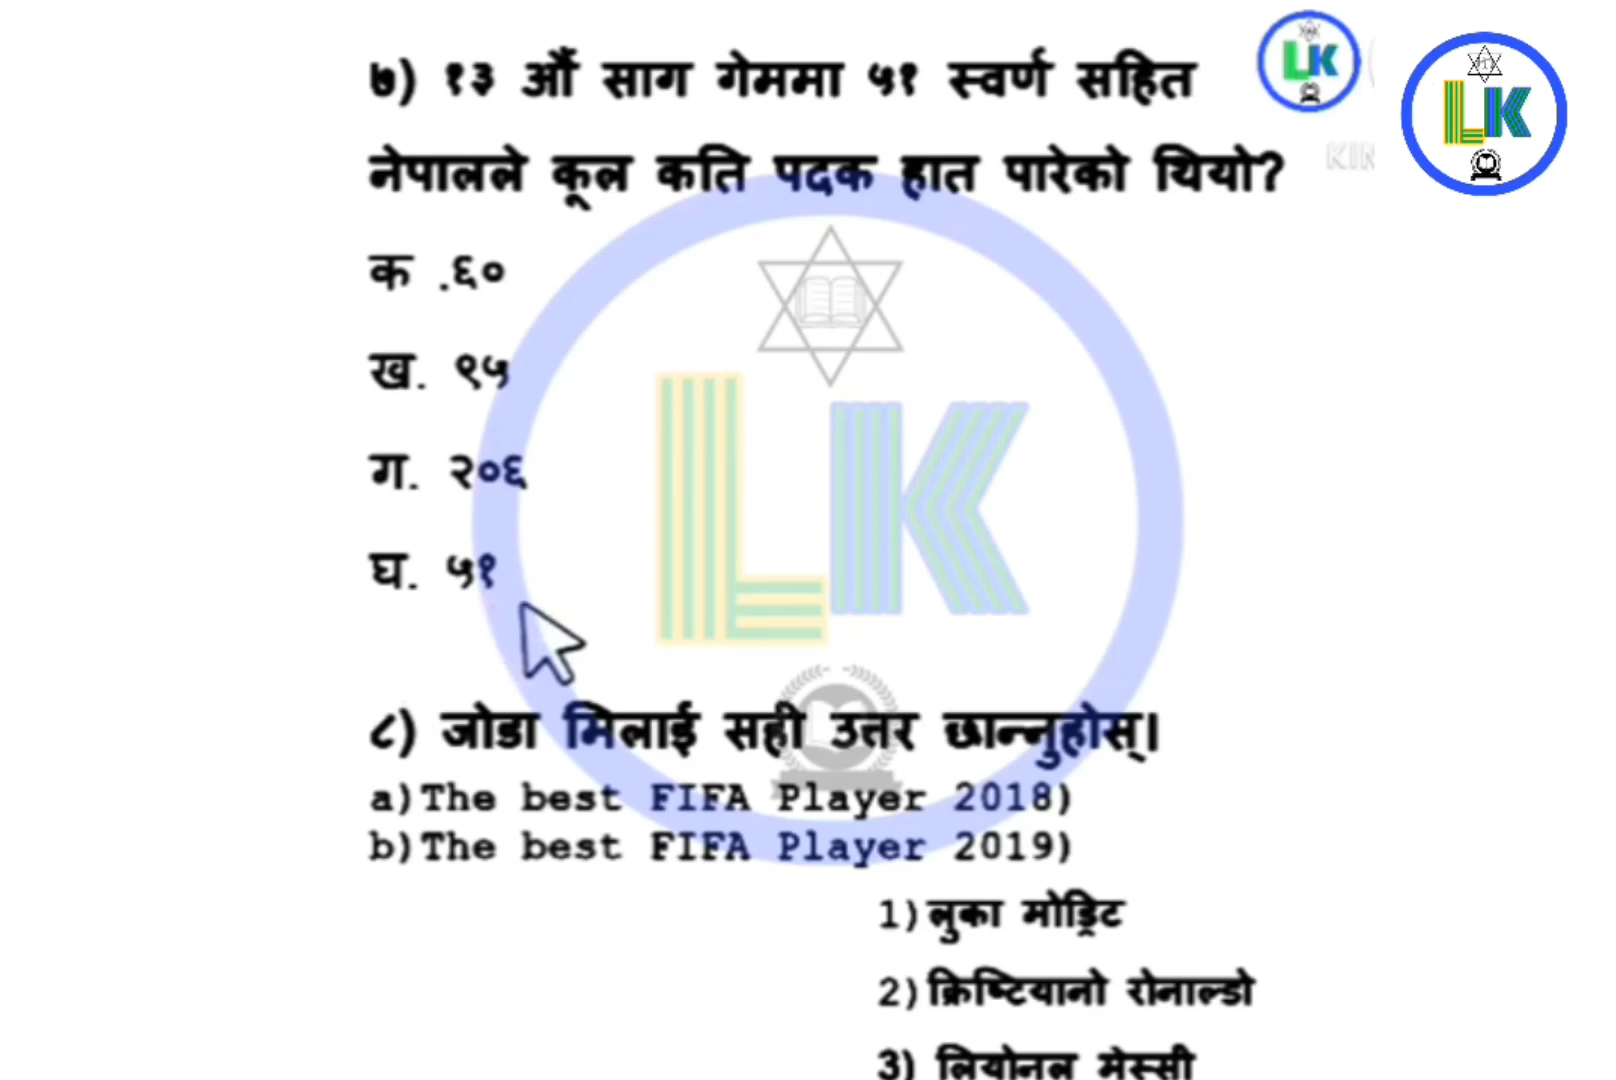 LK
LK
KIN
७) १३ औं साग गेममा ५१ स्वर्ण सहित
नेपालले कूल कति पदक हात पारेको थियो?
क .६०
ख. ९५
ग. २०६
घ. ५१
LK
८) जोडा मिलाई सही उत्तर छान्नुहोस्।
a)The best FIFA Player 2018)
b)The best FIFA Player 2019)
1)लुका मोड्रिट
2)क्रिष्टियानो रोनाल्डो
3) लियोनल मेस्सी